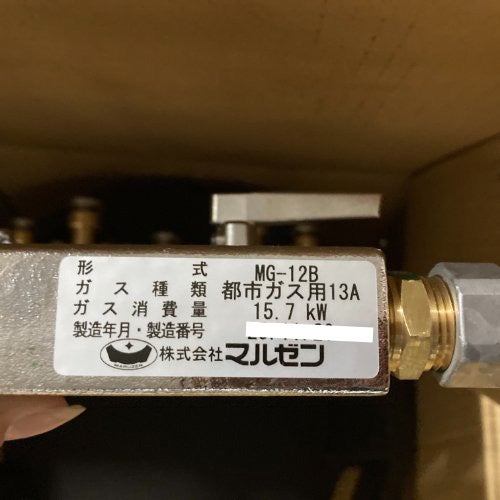 形式 MG-12B
ガス種類 都市ガス用13A
ガス消費量 15.7 kW
製造年月・製造番号
MARUZEN
株式会社マルゼン